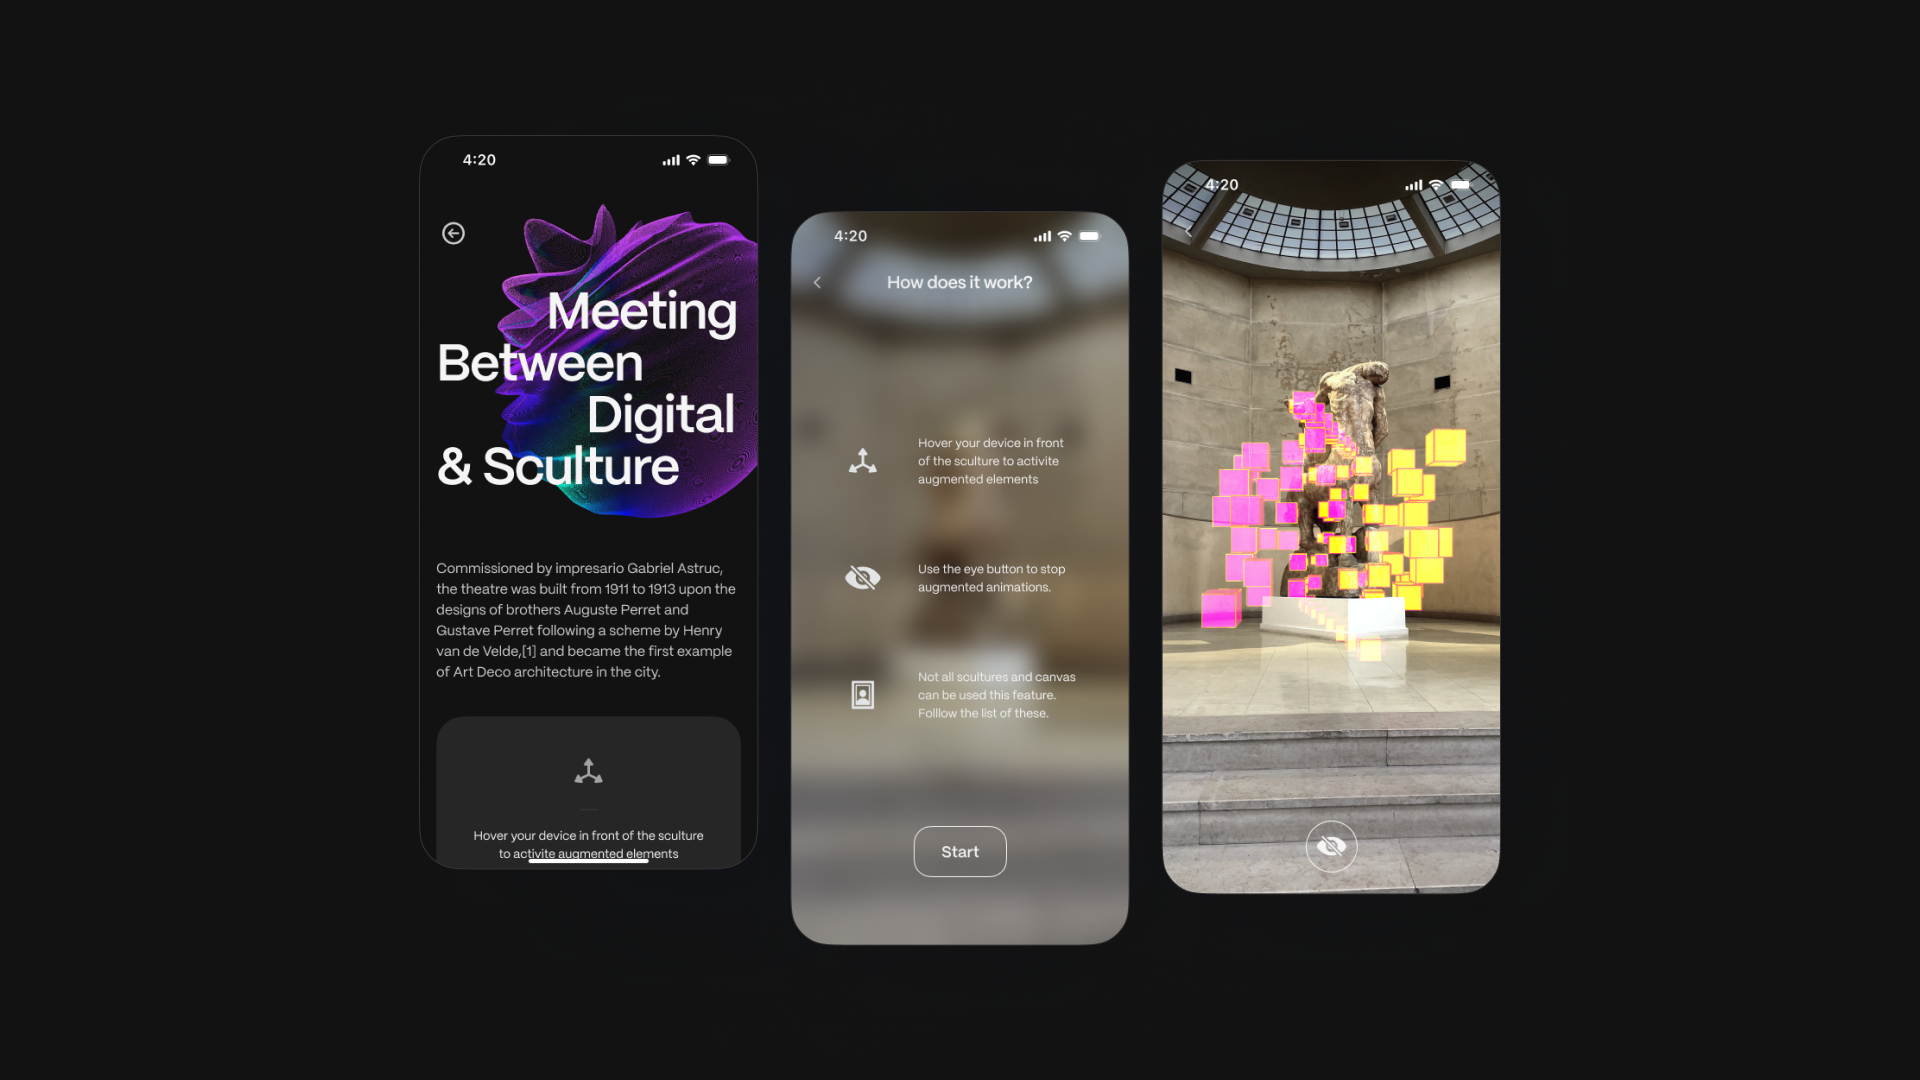 4:20
Meeting
Between
Digital
& Sculture
Commissioned by impresario Gabriel Astruc,
the theatre was built from 1911 to 1913 upon the
designs of brothers Auguste Perret and
Gustave Perret following a scheme by Henry
van de Velde,[1] and became the first example
of Art Deco architecture in the city.
Hover your device in front of the sculture
to activite augmented elements
4:20
How does it work?
Hover your device in front
of the sculture to activite
augmented elements
Use the eye button to stop
augmented animations.
Not all scultures and canvas
can be used this feature.
Folllow the list of these.
Start
4:20